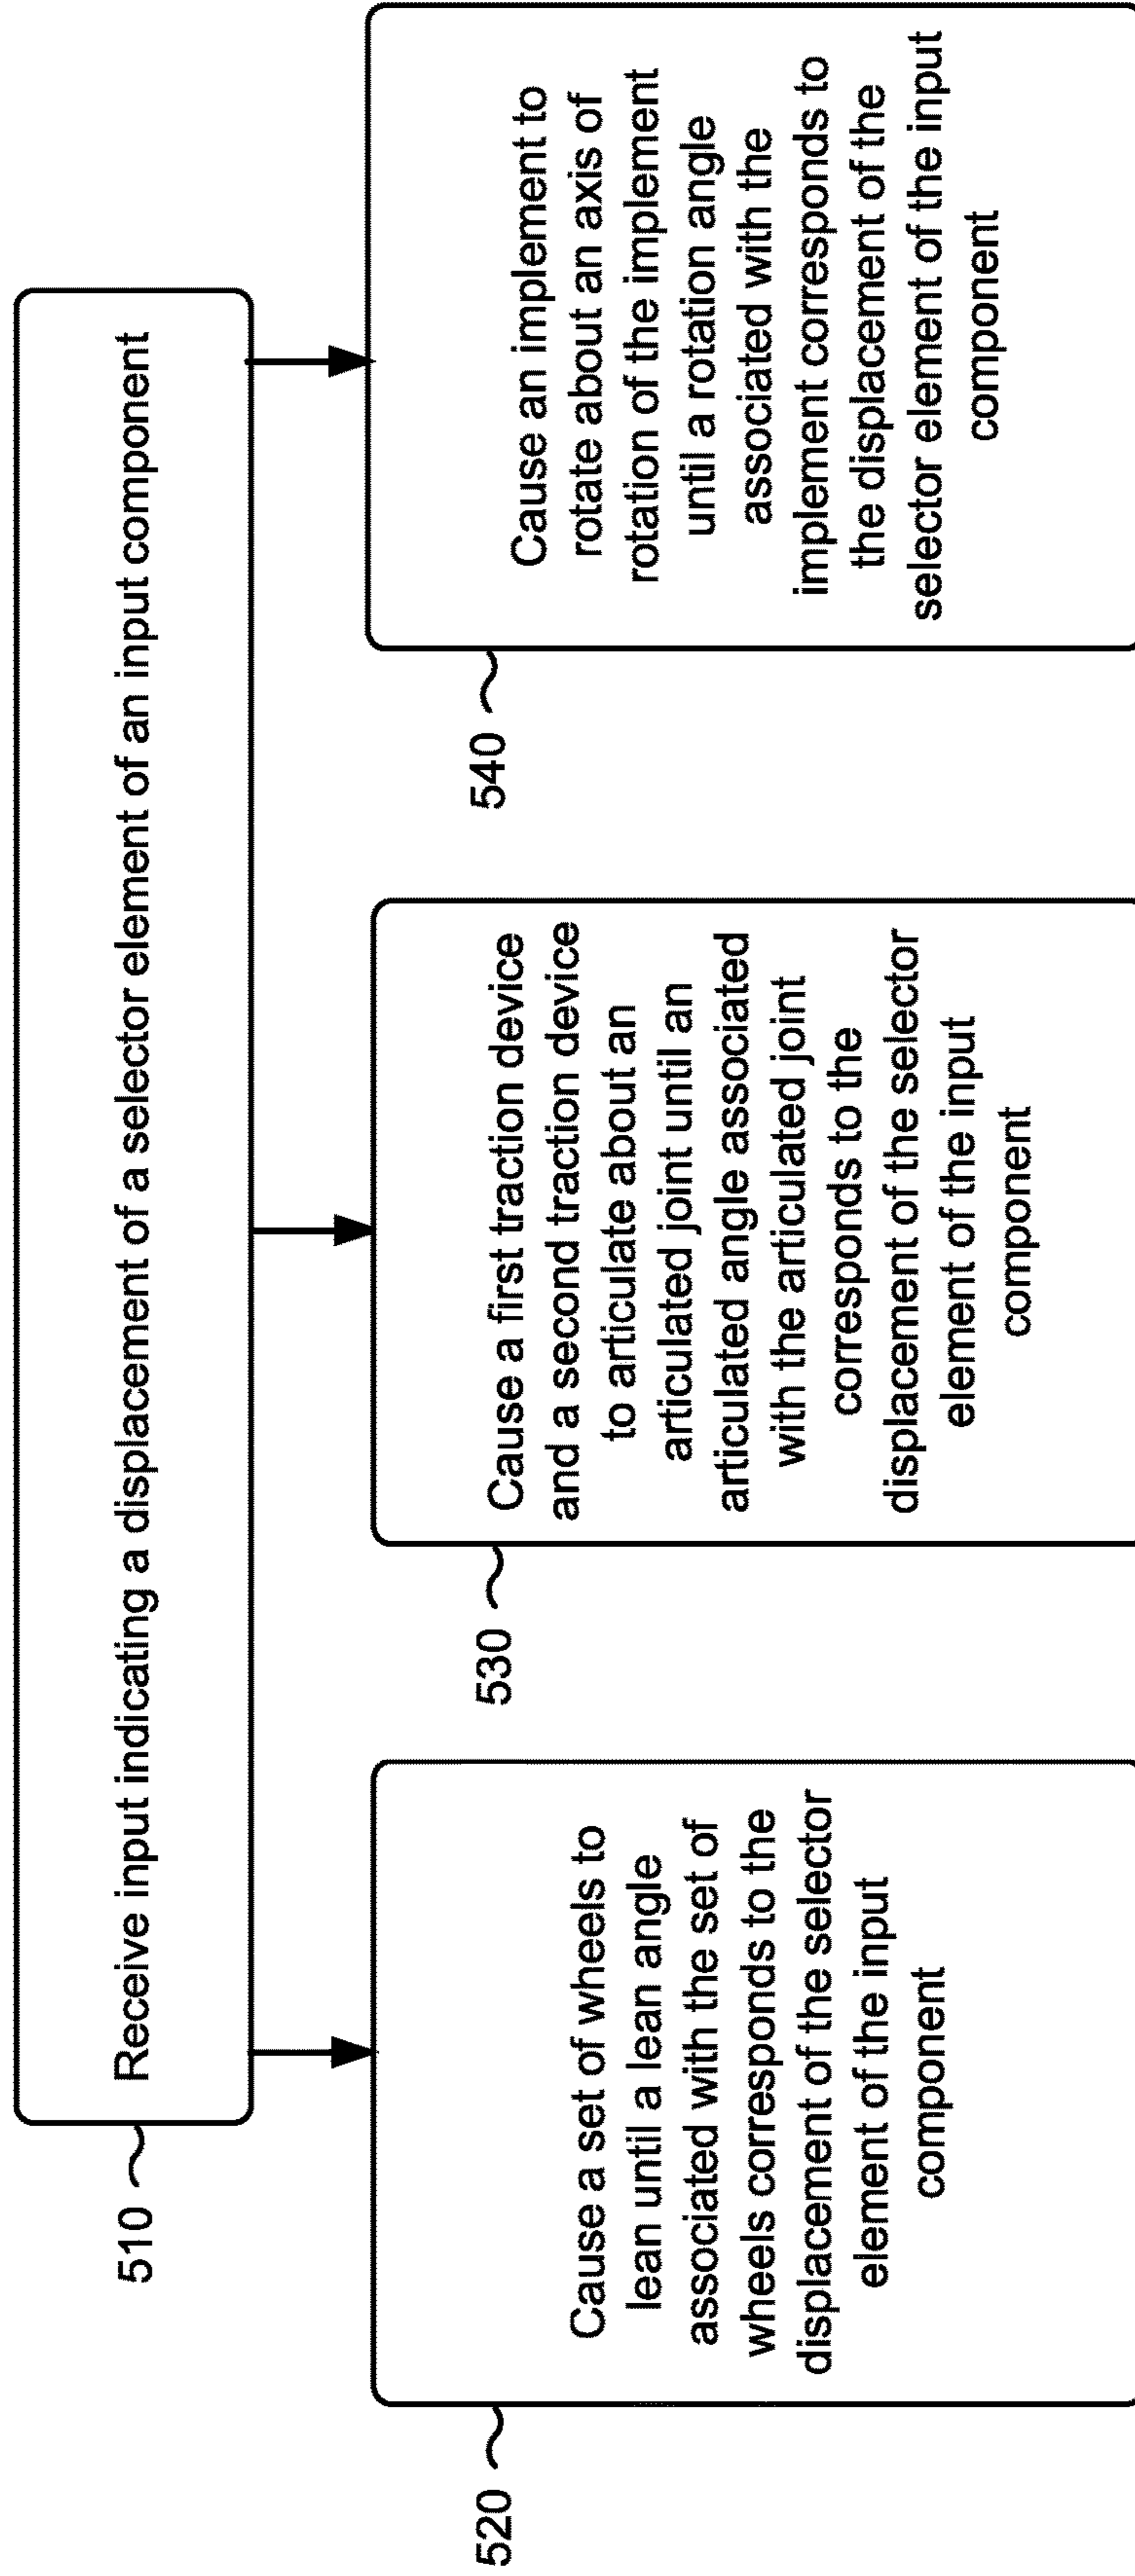 510
Receive input indicating a displacement of a selector element of an input component
520
Cause a set of wheels to
lean until a lean angle
associated with the set of
wheels corresponds to the
displacement of the selector
element of the input
component
530
Cause a first traction device
and a second traction device
to articulate about an
articulated joint until an
articulated angle associated
with the articulated joint
corresponds to the
displacement of the selector
element of the input
component
540
Cause an implement to
rotate about an axis of
rotation of the implement
until a rotation angle
associated with the
implement corresponds to
the displacement of the
selector element of the input
component